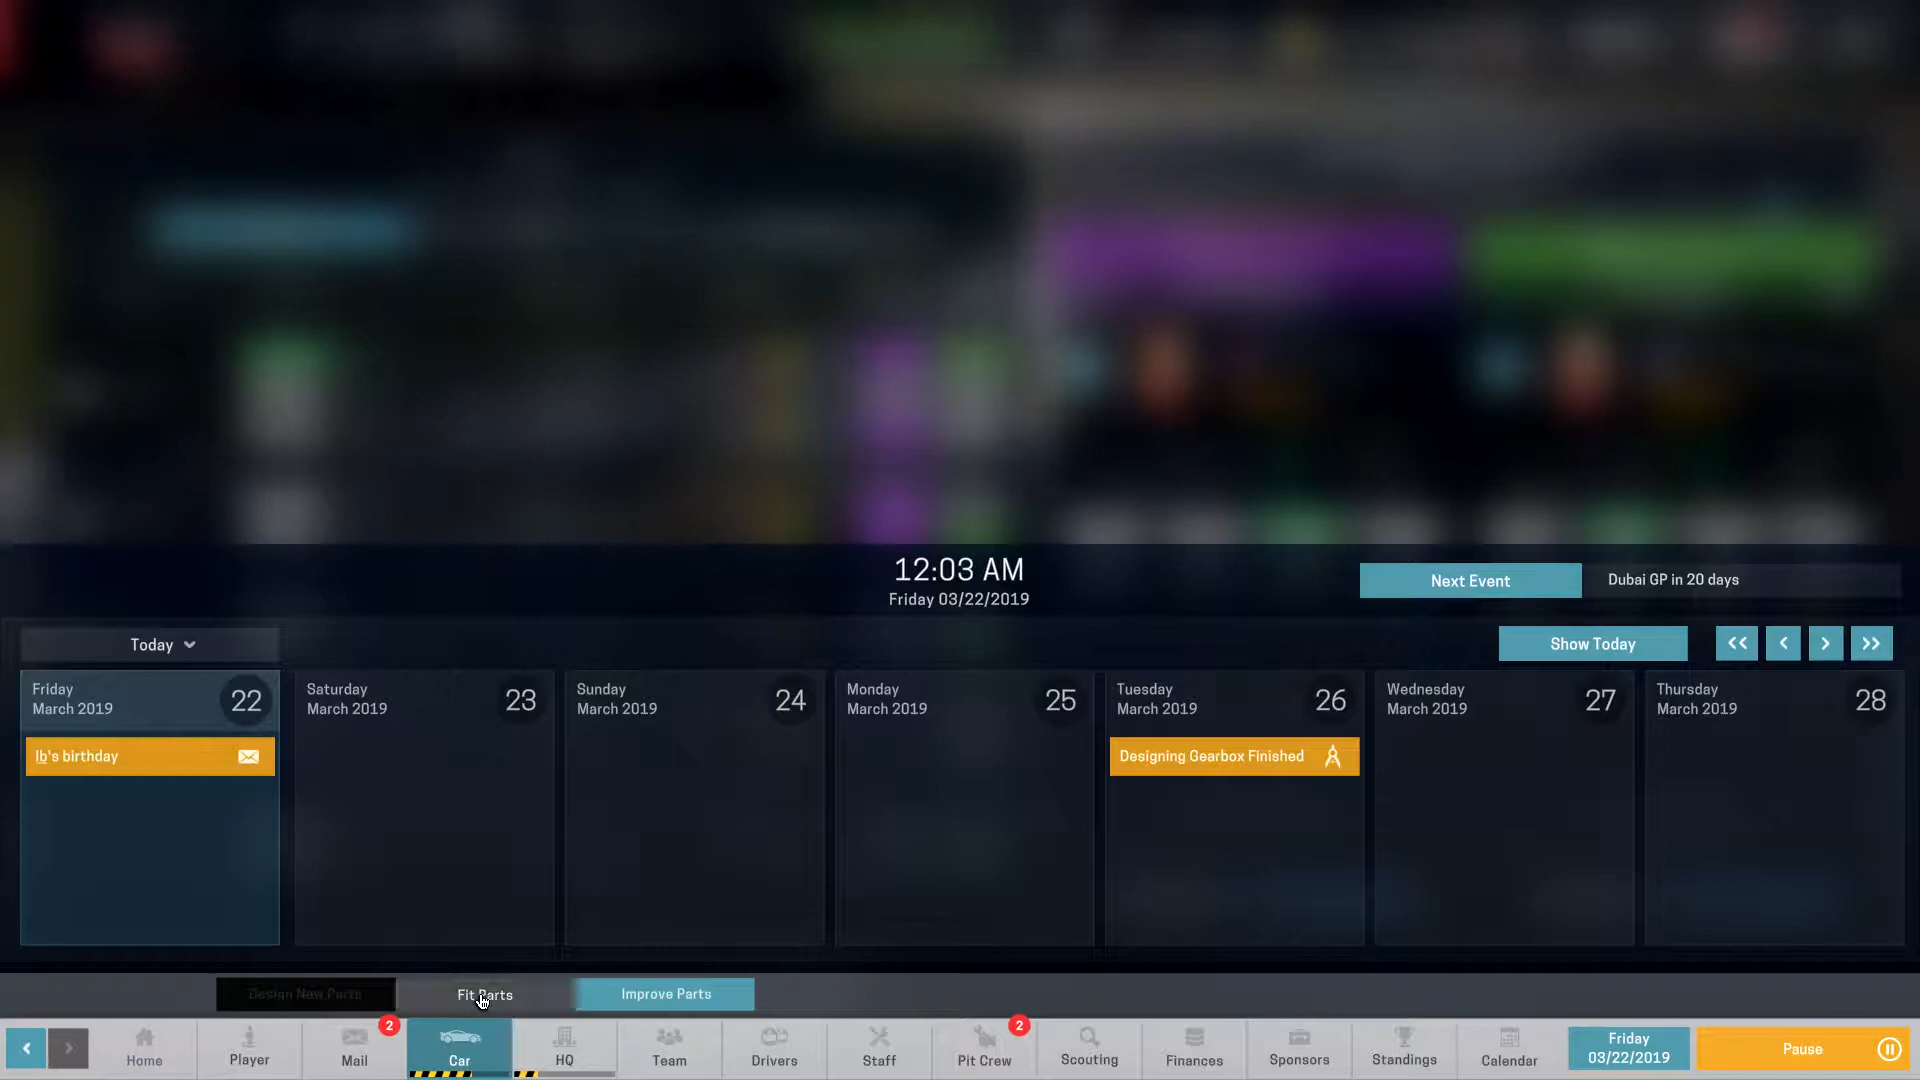 12:03 AM
Friday 03/22/2019
Next Event
Dubai GP in 20 days
Today
Show Today
Friday
March 2019
22
Saturday
March 2019
23
Sunday
March 2019
24
Monday
March 2019
25
Tuesday
March 2019
26
Wednesday
March 2019
27
Thursday
March 2019
28
Ib's birthday
Designing Gearbox Finished
Design New Parts
Fit Parts
Improve Parts
Home
Player
Mail
2
Car
HQ
Team
Drivers
Staff
Pit Crew
2
Scouting
Finances
Sponsors
Standings
Calendar
Friday
03/22/2019
Pause